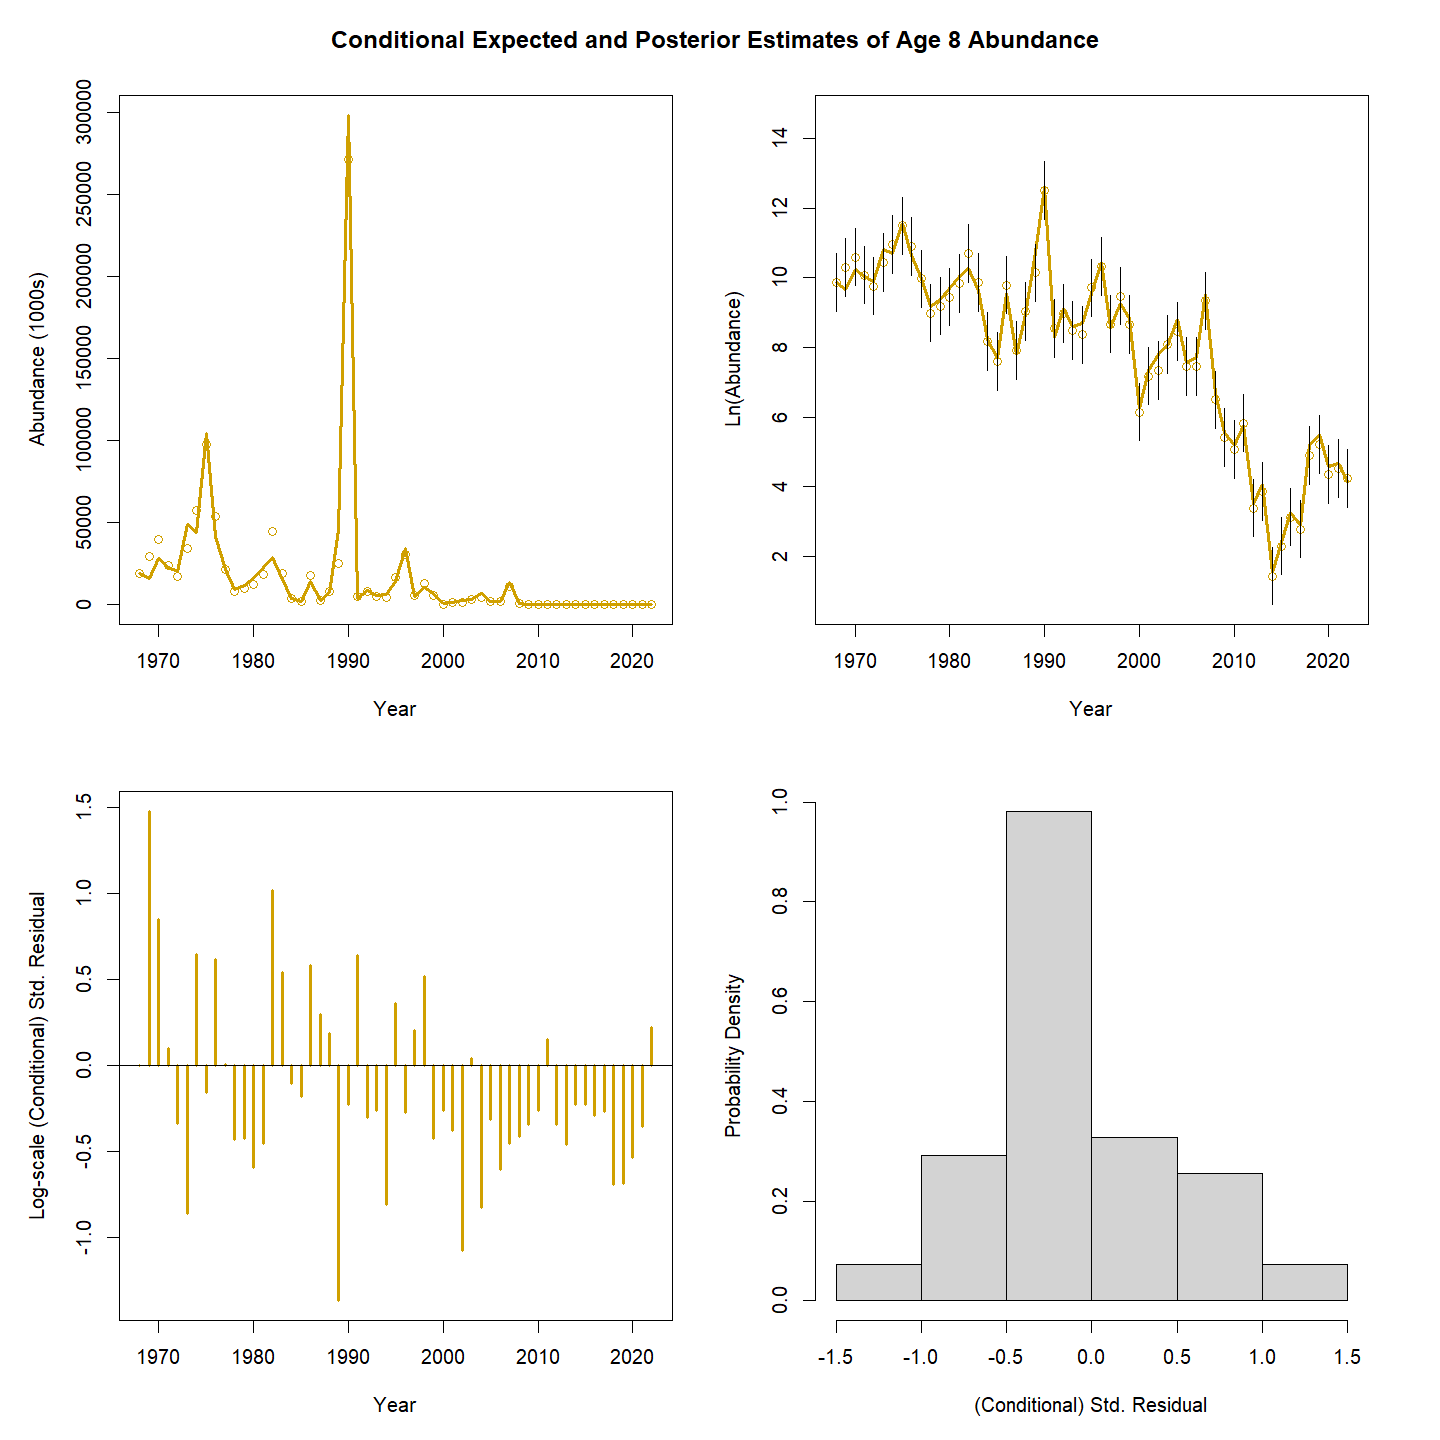 Conditional Expected and Posterior Estimates of Age 8 Abundance
Abundance (1000s)
300000
250000
200000
150000
100000
50000
0
1970 1980 1990 2000 2010 2020
Year
Ln(Abundance)
14
12
10
8
6
4
2
1970 1980 1990 2000 2010 2020
Year
Log-scale (Conditional) Std. Residual
1.5
1.0
0.5
0.0
-0.5
-1.0
1970 1980 1990 2000 2010 2020
Year
Probability Density
1.0
0.8
0.6
0.4
0.2
0.0
-1.5 -1.0 -0.5 0.0 0.5 1.0 1.5
(Conditional) Std. Residual